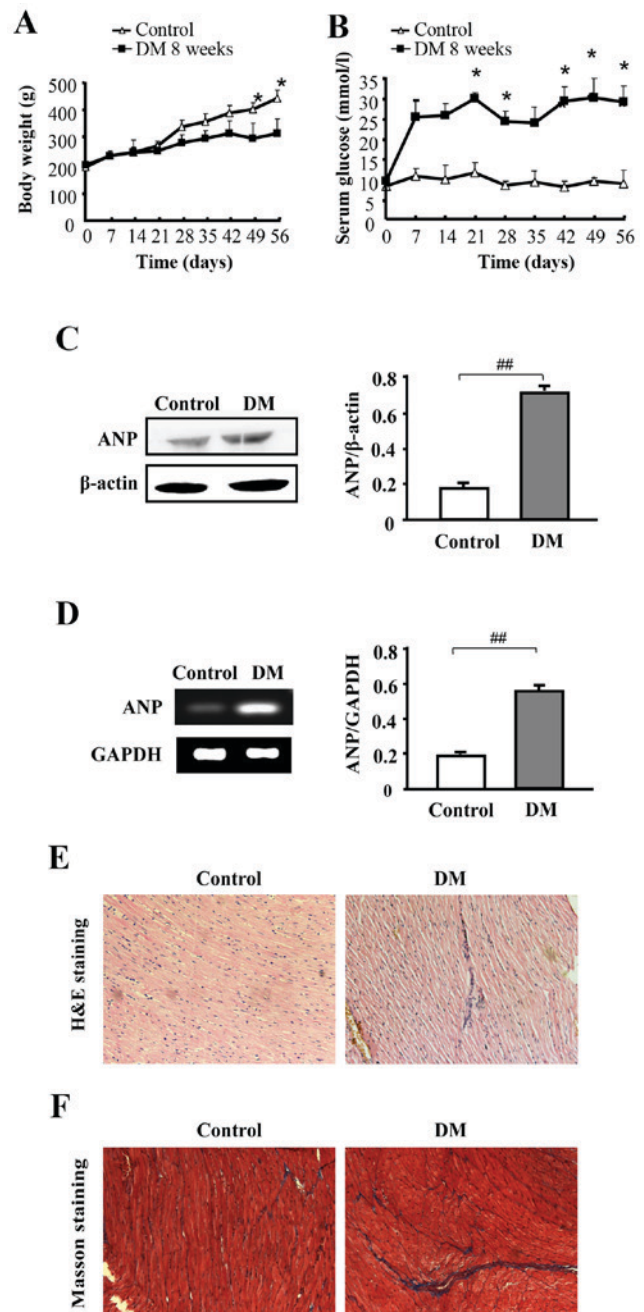 A
Control
DM 8 weeks
Body weight (g)
500
400
300
200
100
0
* *
0 7 14 21 28 35 42 49 56
Time (days)
B
Control
DM 8 weeks
Serum glucose (mmol/l)
35
30
25
20
15
10
5
0
* * * * *
0 7 14 21 28 35 42 49 56
Time (days)
C
Control DM
ANP
β-actin
ANP/β-actin
0.8
0.6
0.4
0.2
0
##
Control DM
D
Control DM
ANP
GAPDH
ANP/GAPDH
0.8
0.6
0.4
0.2
0
##
Control DM
E
Control DM
H&E staining
F
Control DM
Masson staining